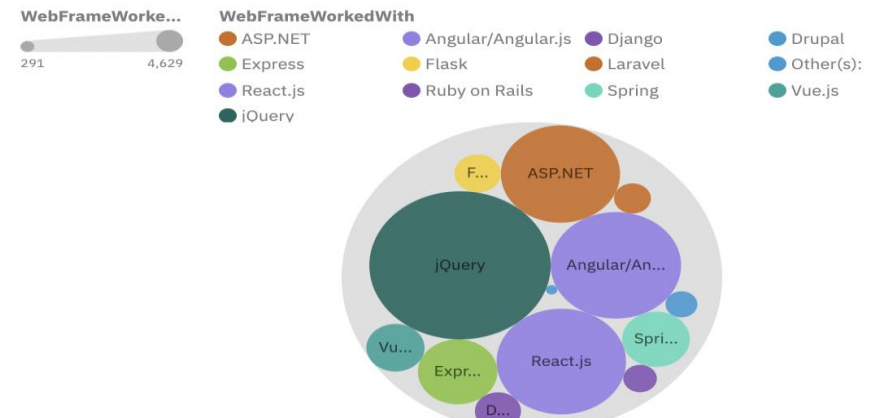 WebFrameWorke...
291 4,629
WebFrameWorkedWith
ASP.NET Angular/Angular.js Django Drupal
Express Flask Laravel Other(s):
React.js Ruby on Rails Spring Vue.js
jQuery
F... ASP.NET
jQuery Angular/An...
Vu... Spri...
Expr... React.js
D...